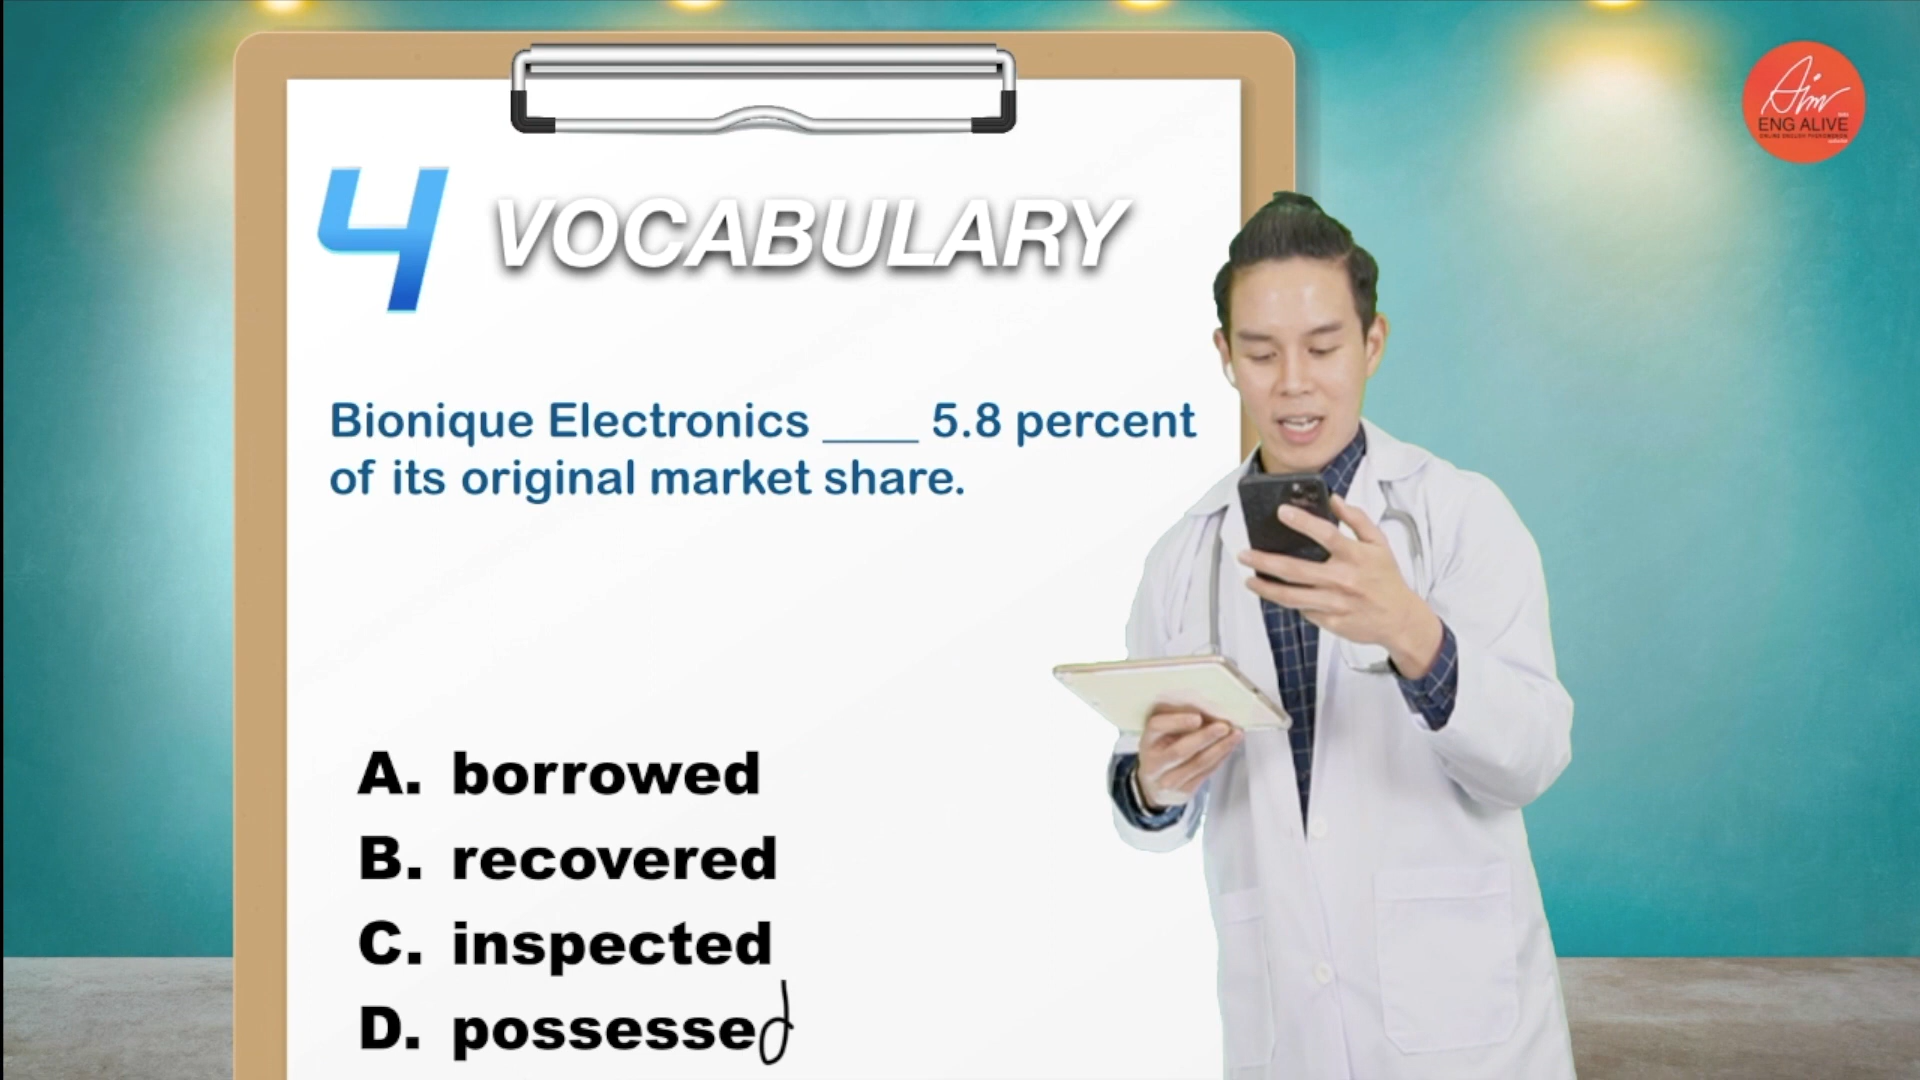 Aim
ENG ALIVE
4 VOCABULARY
Bionique Electronics ____ 5.8 percent
of its original market share.
A. borrowed
B. recovered
C. inspected
D. possessed